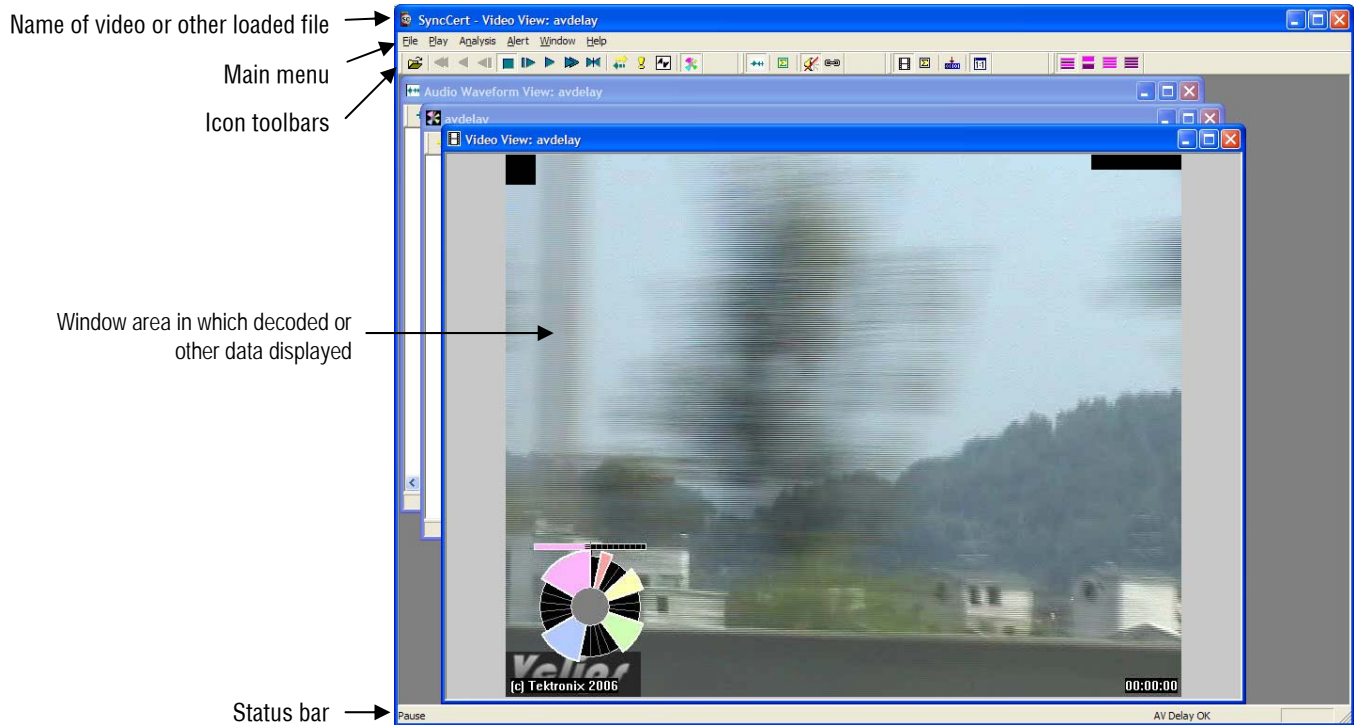 Name of video or other loaded file
SyncCert - Video View: avdelay
Main menu
File Play Analysis Alert Window Help
Icon toolbars
1:1
Audio Waveform View: avdelay
avdelay
Video View: avdelay
Window area in which decoded or
other data displayed
(c) Tektronix 2006
00:00:00
Status bar
Pause
AV Delay OK